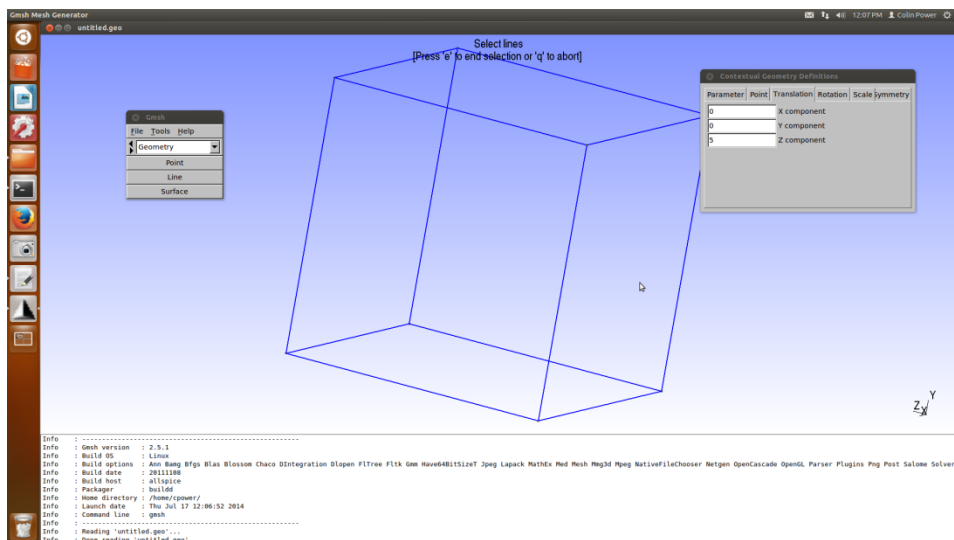 Gmsh Mesh Generator
12:07 PM Colin Power
untitled.geo
Select lines
[Press 'e' to end selection or 'q' to abort]
Contextual Geometry Definitions
Parameter Point Translation Rotation Scale Symmetry
0 X component
0 Y component
5 Z component
Gmsh
File Tools Help
Geometry
Point
Line
Surface
Y
Z X
Info : -------------------------------------------------------
Info : Gmsh version : 2.5.1
Info : Build OS : Linux
Info : Build options : Ann Bamg Bfgs Blas Blossom Chaco DIntegration Dlopen FlTree Fltk Gmm Have64BitSizeT Jpeg Lapack MathEx Med Mesh Mmg3d Mpeg NativeFileChooser Netgen OpenCascade OpenGL Parser Plugins Png Post Salome Solver
Info : Build date : 20111108
Info : Build host : allspice
Info : Packager : buildd
Info : Home directory : /home/cpower/
Info : Launch date : Thu Jul 17 12:06:52 2014
Info : Command line : gmsh
Info : -------------------------------------------------------
Info : Reading 'untitled.geo'...
Info : Done reading 'untitled.geo'